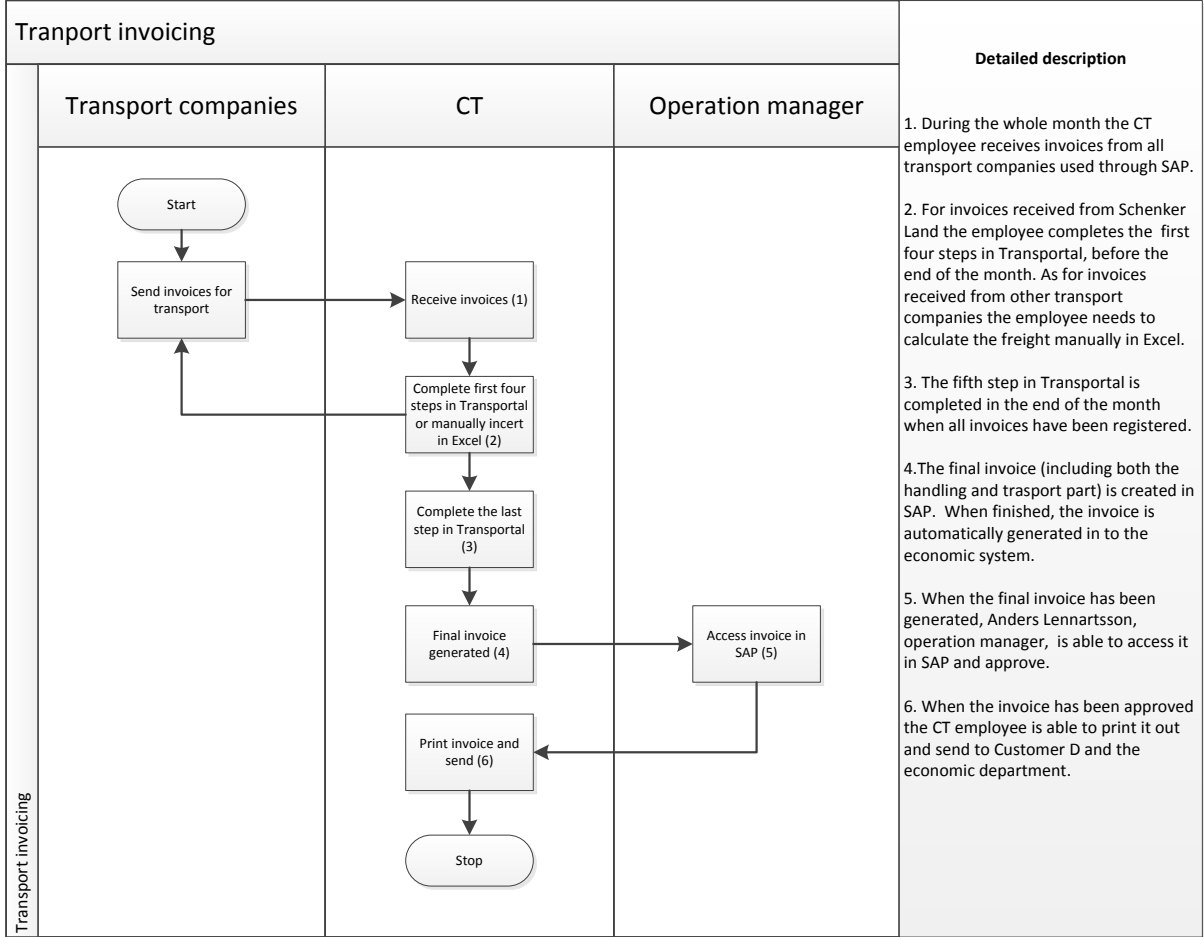 Tranport invoicing
Transport companies
CT
Operation manager
Start
Send invoices for
transport
Receive invoices (1)
Complete first four
steps in Transportal
or manually incert
in Excel (2)
Complete the last
step in Transportal
(3)
Final invoice
generated (4)
Access invoice in
SAP (5)
Print invoice and
send (6)
Stop
Transport invoicing
Detailed description
1. During the whole month the CT
employee receives invoices from all
transport companies used through SAP.
2. For invoices received from Schenker
Land the employee completes the first
four steps in Transportal, before the
end of the month. As for invoices
received from other transport
companies the employee needs to
calculate the freight manually in Excel.
3. The fifth step in Transportal is
completed in the end of the month
when all invoices have been registered.
4.The final invoice (including both the
handling and trasport part) is created in
SAP. When finished, the invoice is
automatically generated in to the
economic system.
5. When the final invoice has been
generated, Anders Lennartsson,
operation manager, is able to access it
in SAP and approve.
6. When the invoice has been approved
the CT employee is able to print it out
and send to Customer D and the
economic department.